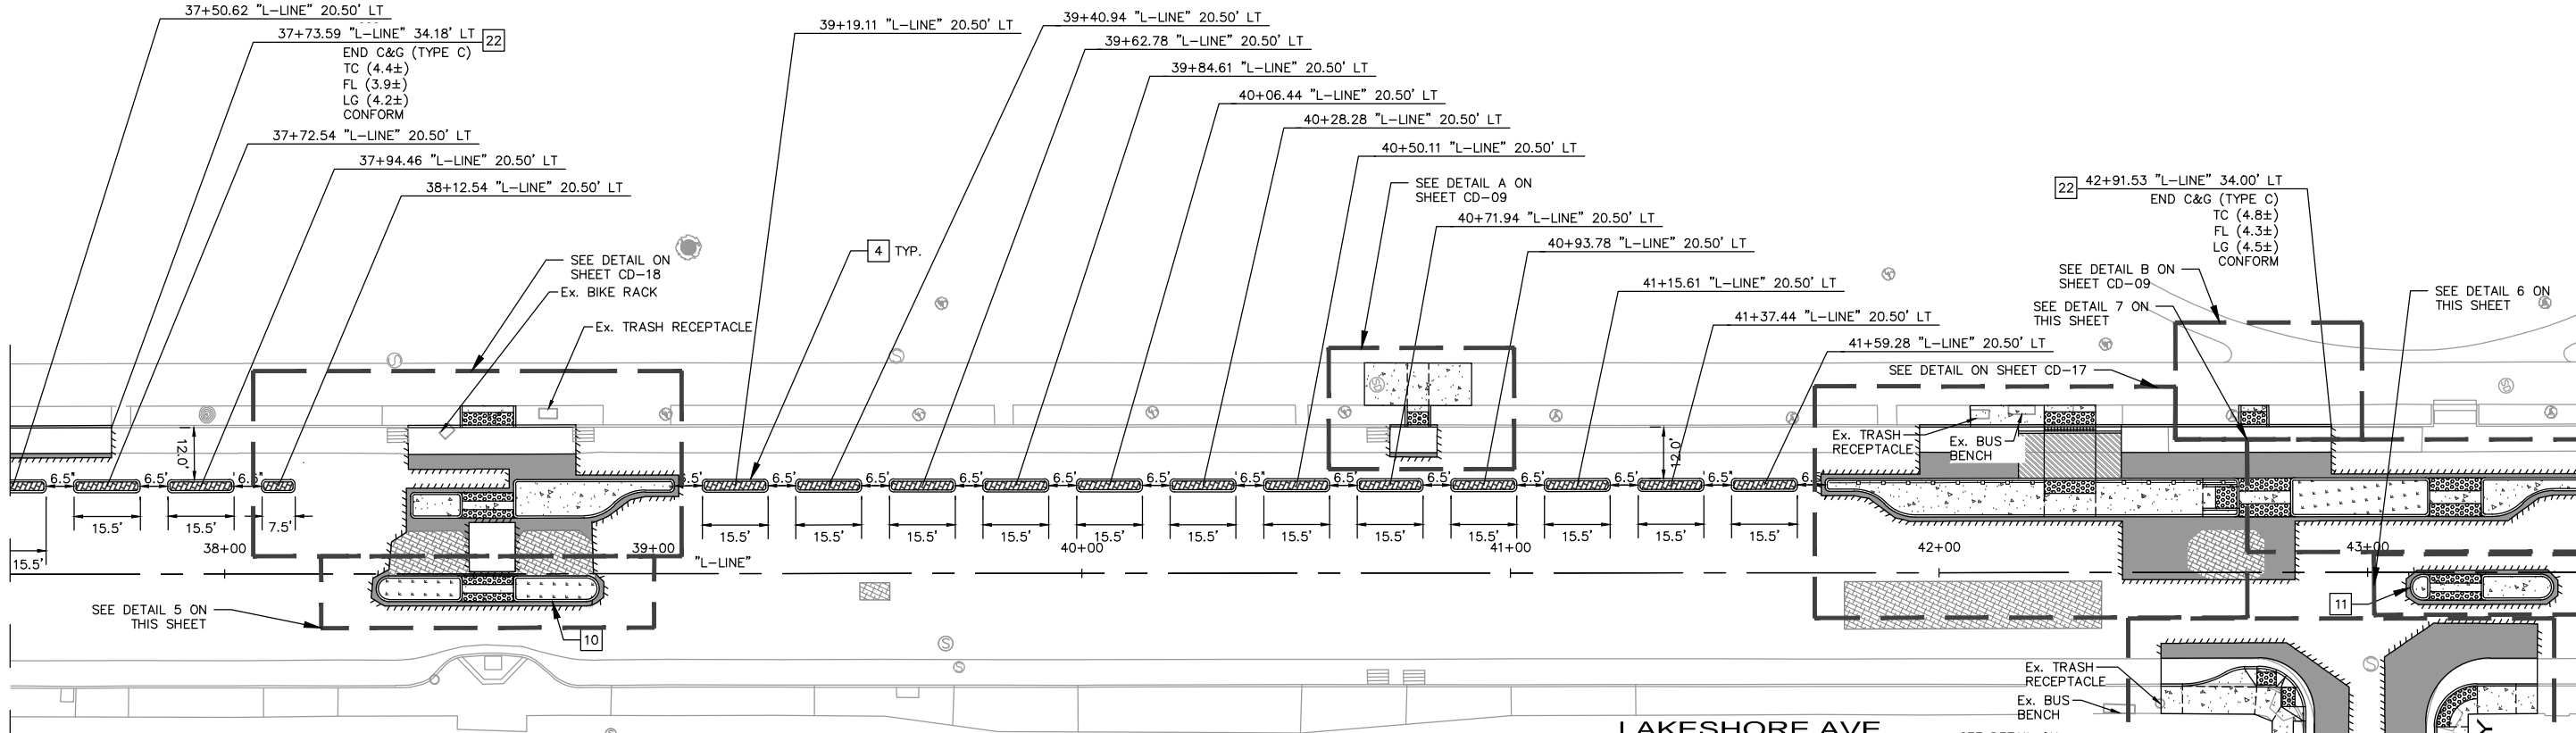 37+50.62 "L-LINE" 20.50' LT
37+73.59 "L-LINE" 34.18' LT 22
END C&G (TYPE C)
TC (4.4±)
FL (3.9±)
LG (4.2±)
CONFORM
37+72.54 "L-LINE" 20.50' LT
37+94.46 "L-LINE" 20.50' LT
38+12.54 "L-LINE" 20.50' LT
39+19.11 "L-LINE" 20.50' LT
39+40.94 "L-LINE" 20.50' LT
39+62.78 "L-LINE" 20.50' LT
39+84.61 "L-LINE" 20.50' LT
40+06.44 "L-LINE" 20.50' LT
40+28.28 "L-LINE" 20.50' LT
40+50.11 "L-LINE" 20.50' LT
SEE DETAIL A ON
SHEET CD-09
40+71.94 "L-LINE" 20.50' LT
40+93.78 "L-LINE" 20.50' LT
41+15.61 "L-LINE" 20.50' LT
41+37.44 "L-LINE" 20.50' LT
41+59.28 "L-LINE" 20.50' LT
22 42+91.53 "L-LINE" 34.00' LT
END C&G (TYPE C)
TC (4.8±)
FL (4.3±)
LG (4.5±)
CONFORM
4 TYP.
SEE DETAIL ON
SHEET CD-18
Ex. BIKE RACK
Ex. TRASH RECEPTACLE
SEE DETAIL B ON
SHEET CD-09
SEE DETAIL 7 ON
THIS SHEET
SEE DETAIL 6 ON
THIS SHEET
SEE DETAIL ON SHEET CD-17
Ex. TRASH
RECEPTACLE
Ex. BUS
BENCH
12.0'
12.0'
6.5' 6.5' 6.5' 6.5' 6.5' 6.5' 6.5' 6.5' 6.5' 6.5' 6.5' 6.5' 6.5' 6.5' 6.5' 6.5'
15.5' 15.5' 7.5' 15.5' 15.5' 15.5' 15.5' 15.5' 15.5' 15.5' 15.5' 15.5' 15.5' 15.5' 15.5'
15.5'
38+00 39+00 40+00 41+00 42+00 43+00
"L-LINE"
SEE DETAIL 5 ON
THIS SHEET
10
11
Ex. TRASH
RECEPTACLE
Ex. BUS
BENCH
LAKESHORE AVE